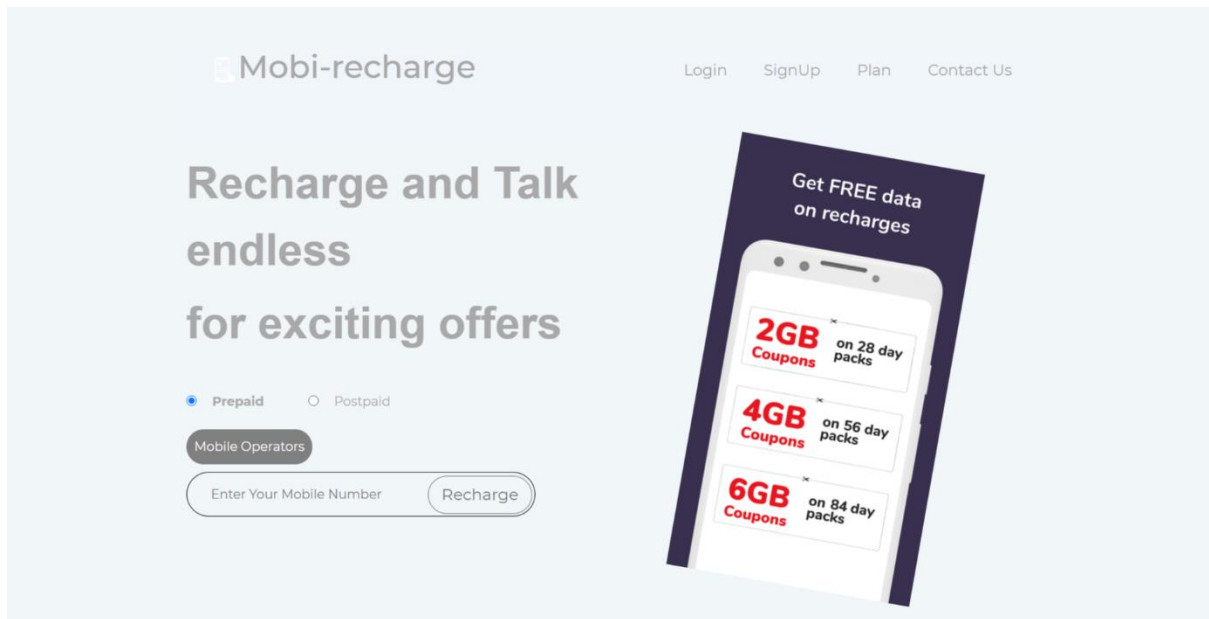 Mobi-recharge
Login
SignUp
Plan
Contact Us
Recharge and Talk
endless
for exciting offers
Prepaid
Postpaid
Mobile Operators
Enter Your Mobile Number
Recharge
Get FREE data
on recharges
2GB
Coupons
on 28 day
packs
4GB
Coupons
on 56 day
packs
6GB
Coupons
on 84 day
packs